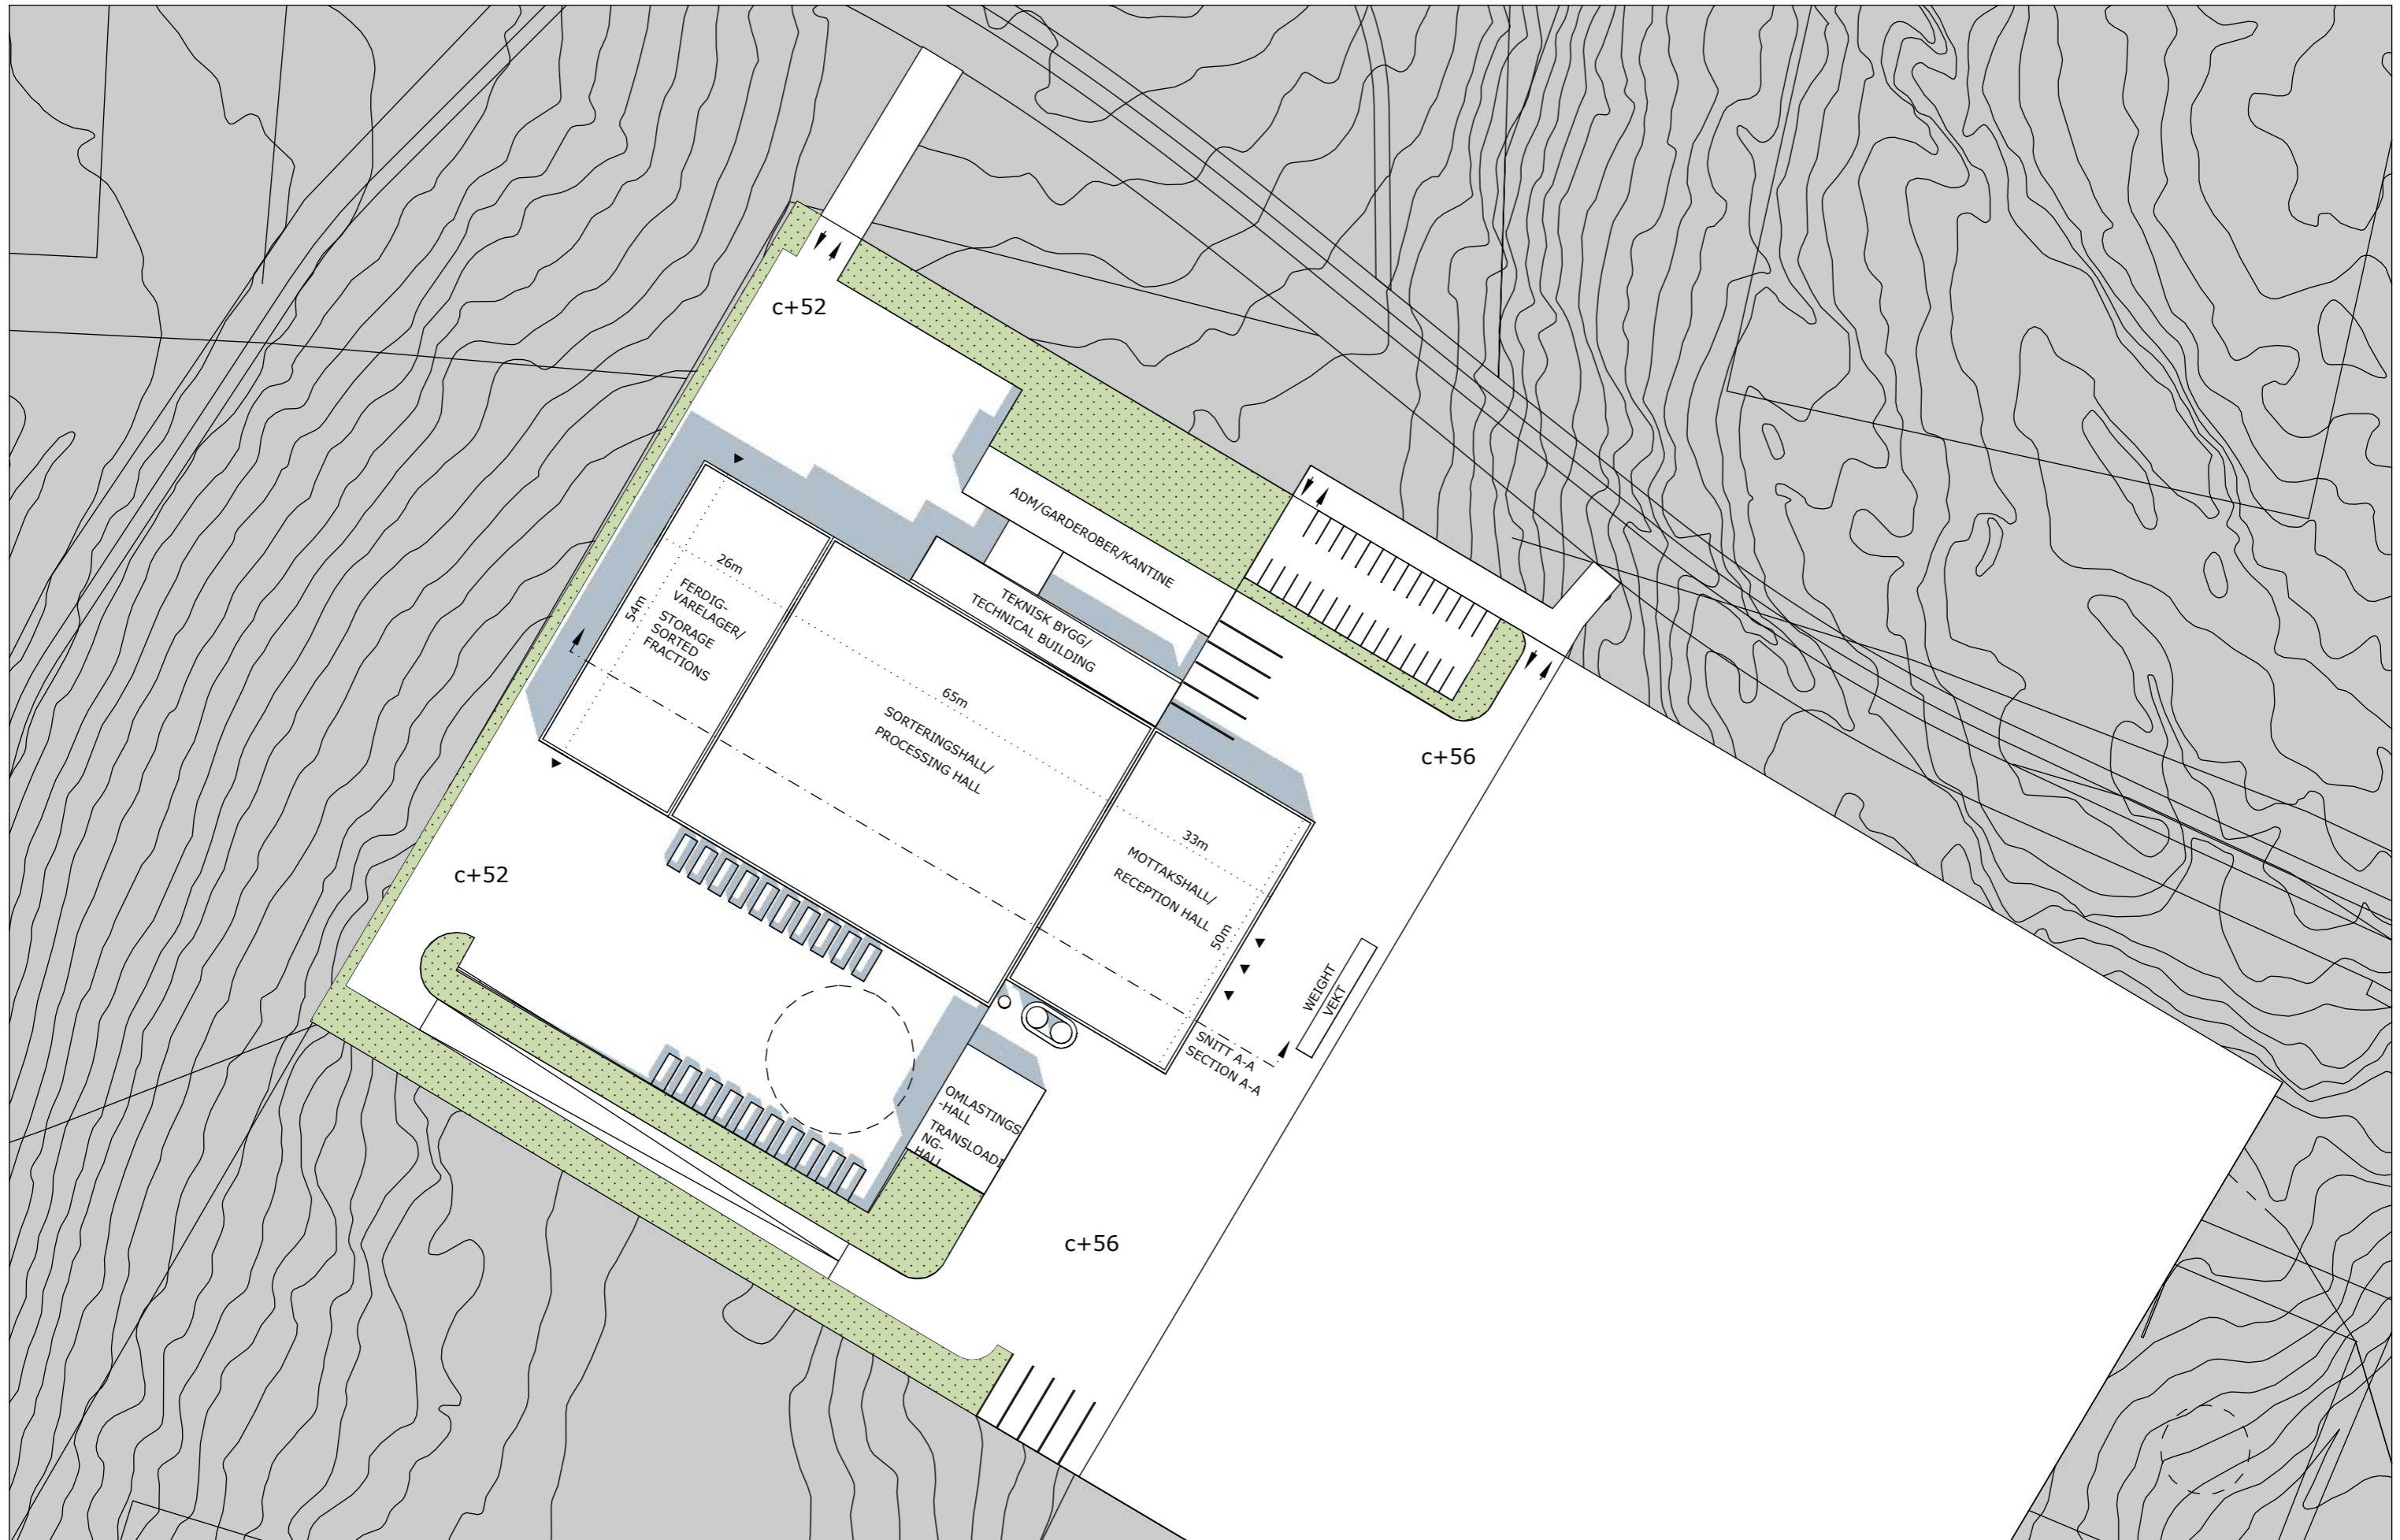 c+52
ADM/GARDEROBER/KANTINE
26m
54m
FERDIG-
VARELAGER/
STORAGE
SORTED
FRACTIONS
TEKNISK BYGG/
TECHNICAL BUILDING
65m
SORTERINGSHALL/
PROCESSING HALL
c+56
33m
MOTTAKSHALL/
RECEPTION HALL
50m
c+52
WEIGHT
VEKT
SNITT A-A
SECTION A-A
OMLASTINGS
-HALL
TRANSLOADI
NG-
HALL
c+56